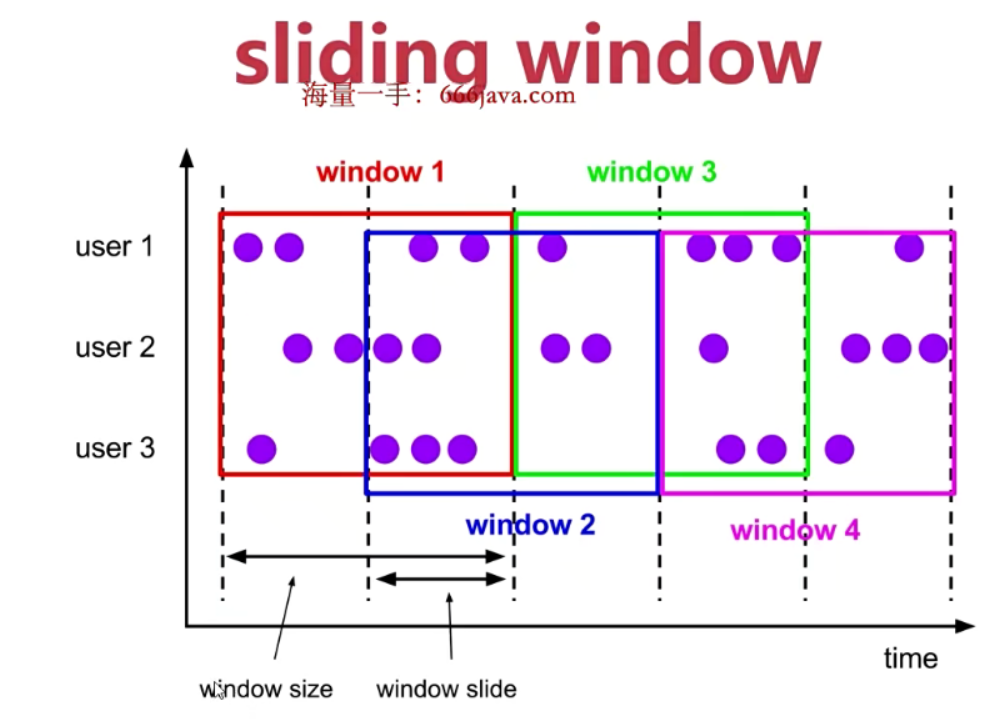 sliding window
海量一手：666java.com
window 1
window 3
user 1
user 2
user 3
window 2
window 4
time
window size
window slide